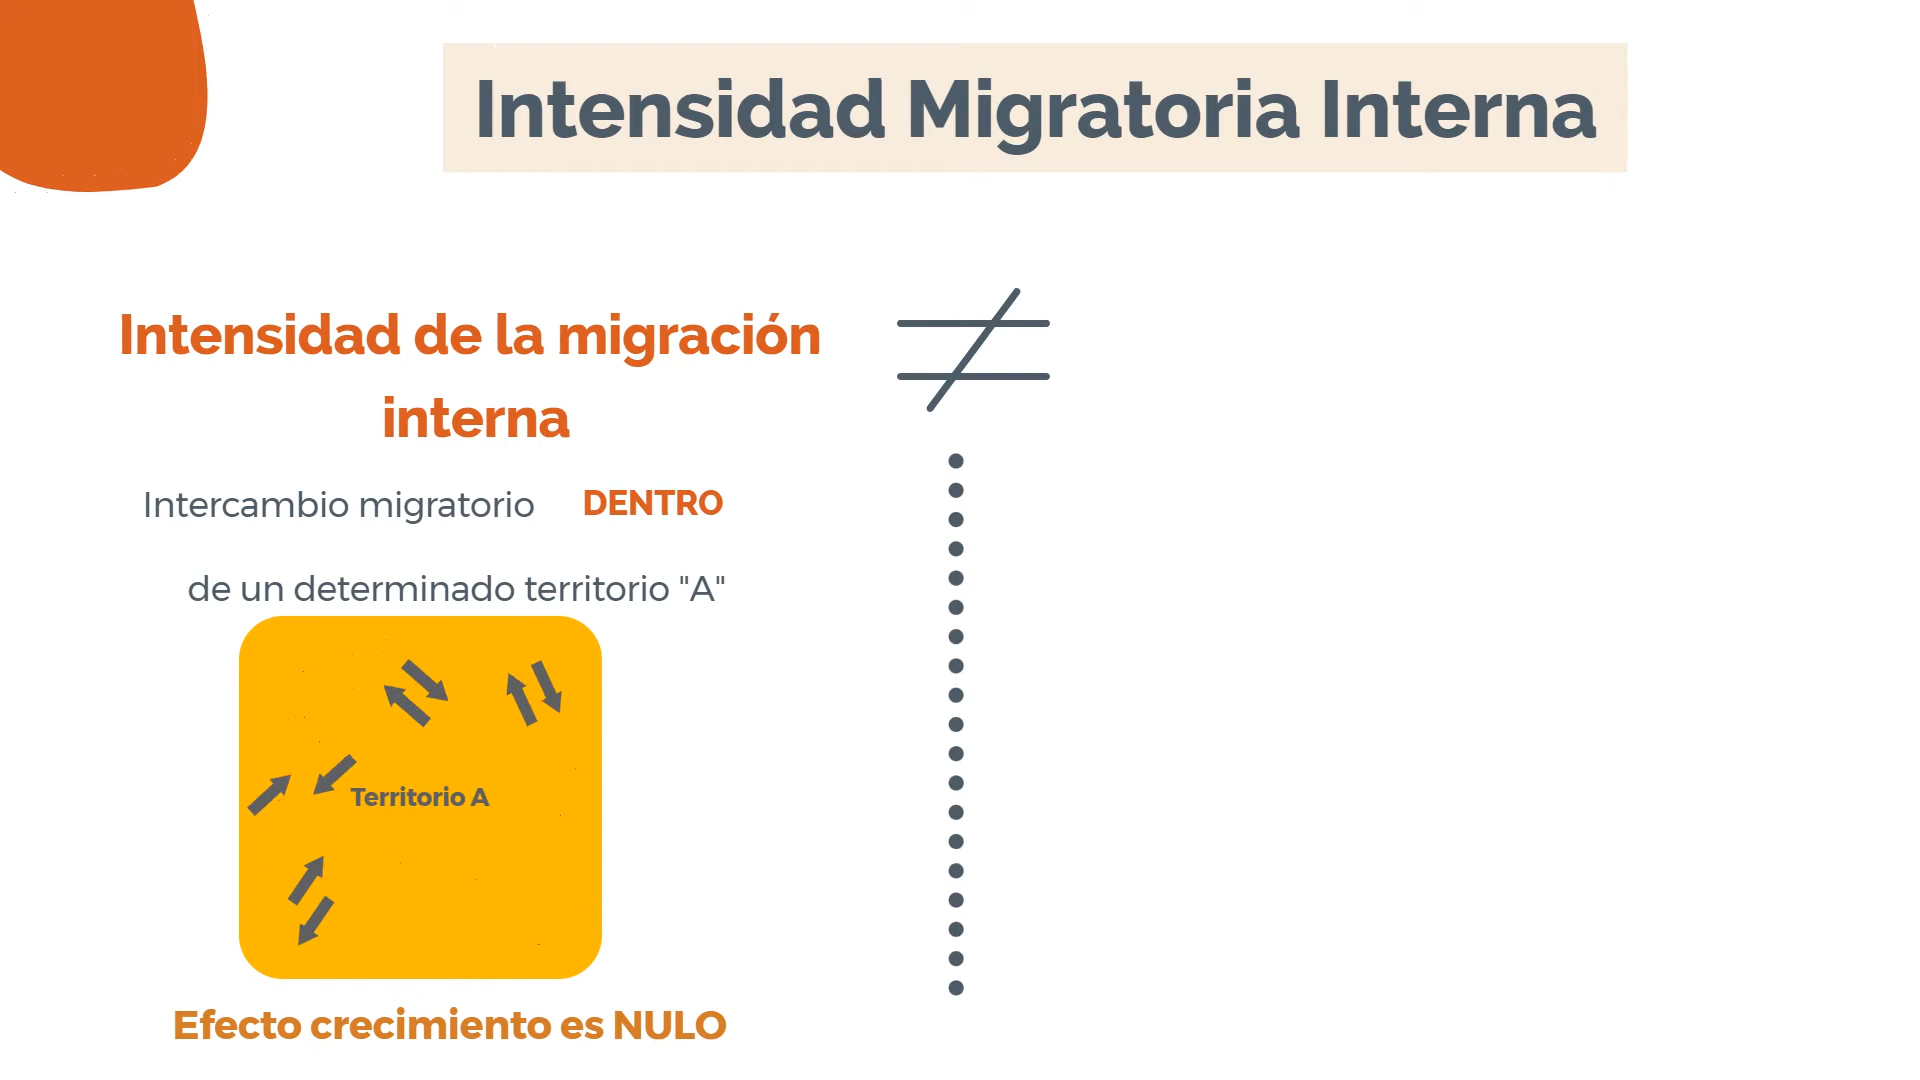 Intensidad Migratoria Interna
Intensidad de la migración
interna
Intercambio migratorio DENTRO
de un determinado territorio "A"
Territorio A
Efecto crecimiento es NULO